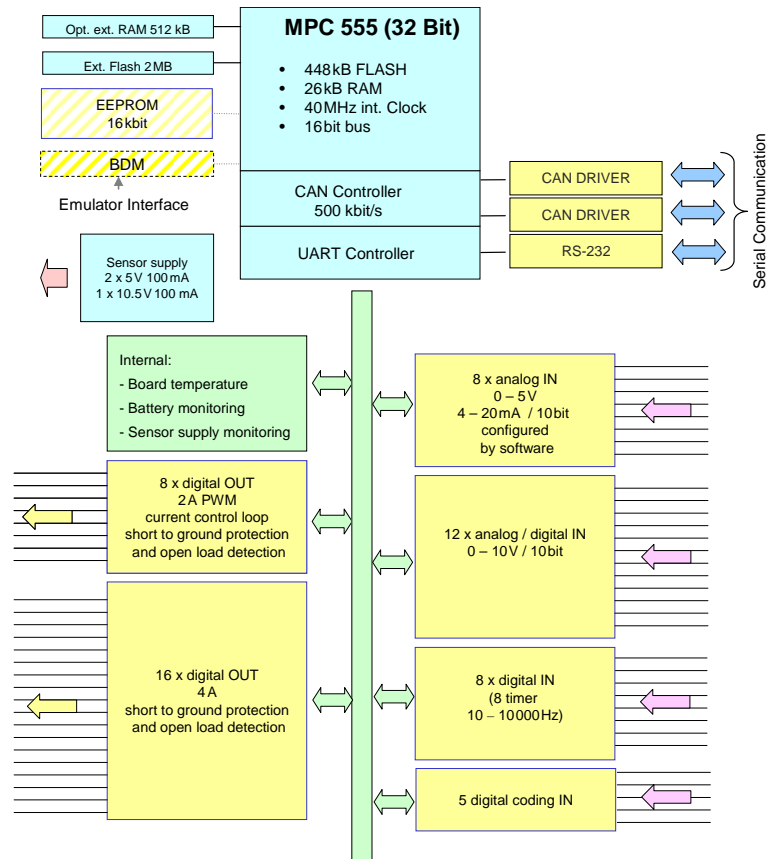 Opt. ext. RAM 512 kB
Ext. Flash 2MB
EEPROM
16kbit
BDM
Emulator Interface
MPC 555 (32 Bit)
• 448kB FLASH
• 26kB RAM
• 40MHz int. Clock
• 16bit bus
CAN Controller
500 kbit/s
UART Controller
CAN DRIVER
CAN DRIVER
RS-232
Serial Communication
Sensor supply
2 x 5V 100mA
1 x 10.5V 100 mA
Internal:
- Board temperature
- Battery monitoring
- Sensor supply monitoring
8 x digital OUT
2A PWM
current control loop
short to ground protection
and open load detection
16 x digital OUT
4A
short to ground protection
and open load detection
8 x analog IN
0 – 5V
4 – 20mA / 10bit
configured
by software
12 x analog / digital IN
0 – 10V / 10bit
8 x digital IN
(8 timer
10 – 10000Hz)
5 digital coding IN